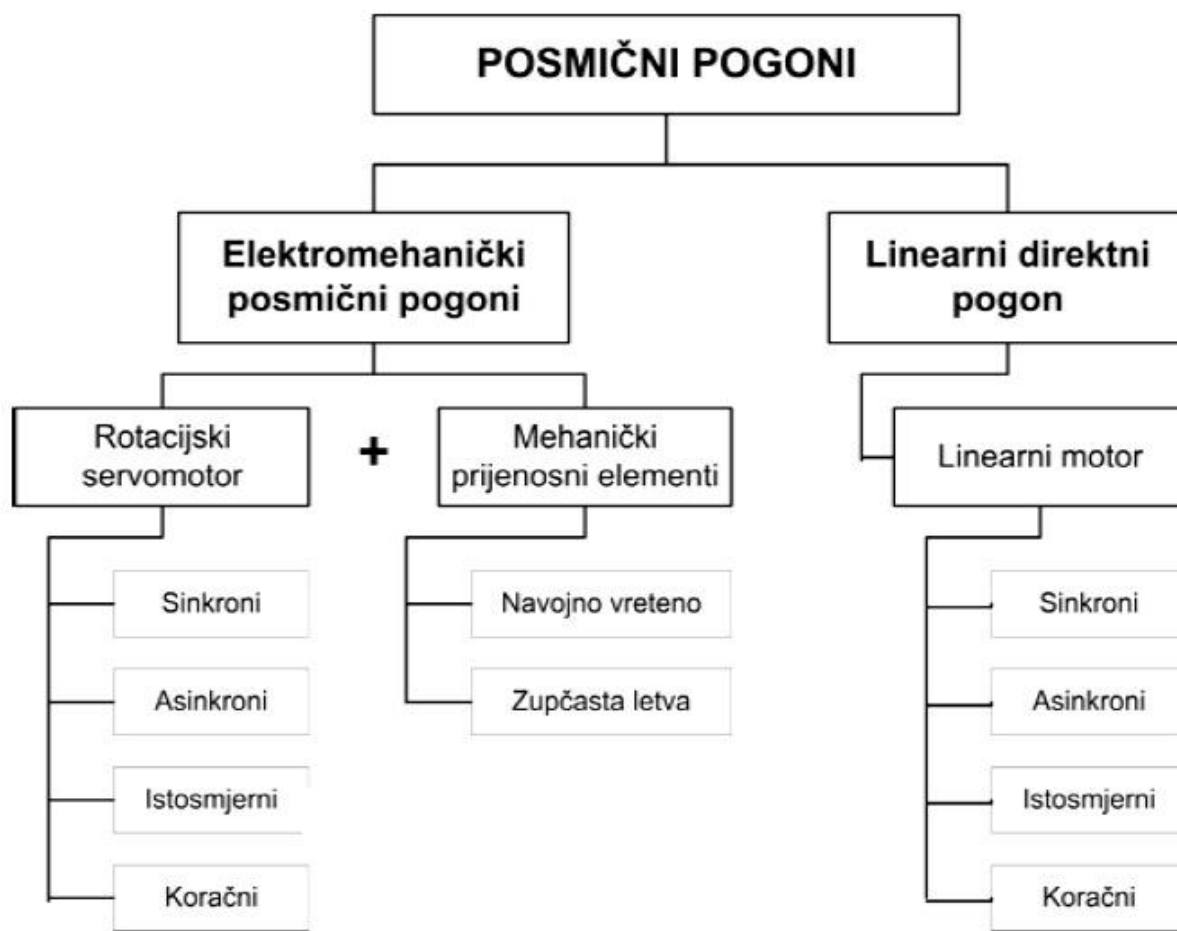 POSMIČNI POGONI
Elektromehanički
posmični pogoni
Linearni direktni
pogon
Rotacijski
servomotor
+
Mehanički
prijenosni elementi
Linearni motor
Sinkroni
Asinkroni
Istosmjerni
Koračni
Navojno vreteno
Zupčasta letva
Sinkroni
Asinkroni
Istosmjerni
Koračni